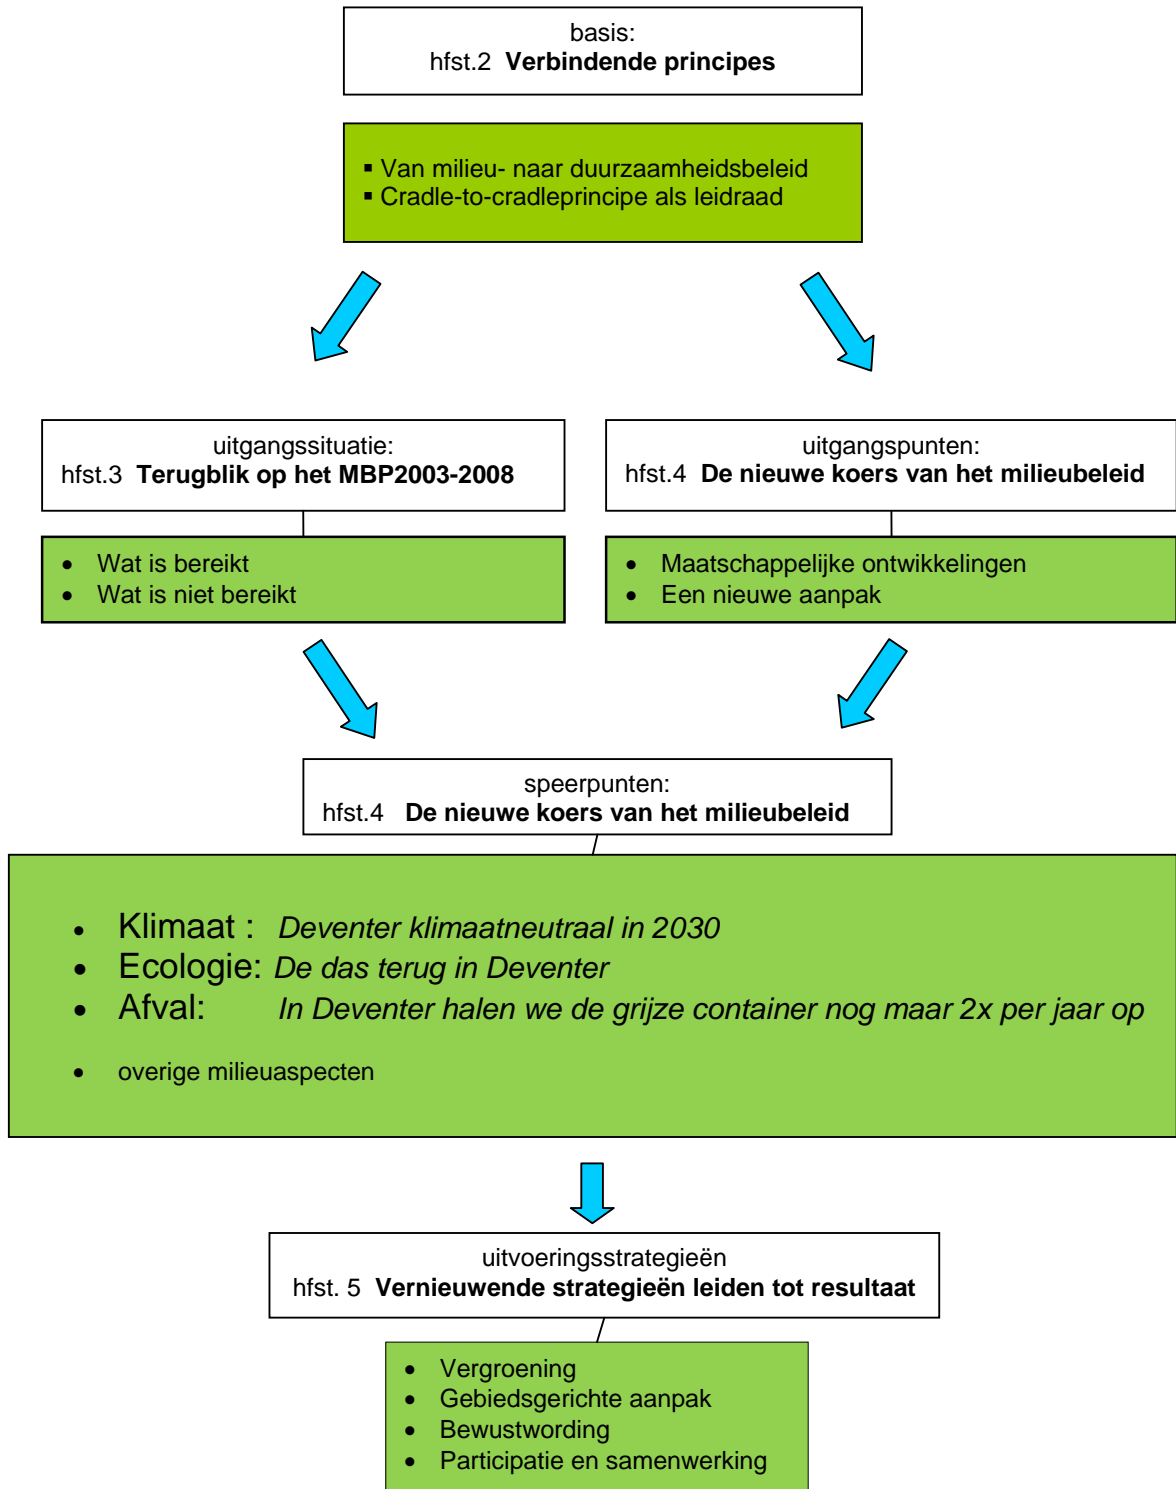 basis:
hfst.2 Verbindende principes
▪ Van milieu- naar duurzaamheidsbeleid
▪ Cradle-to-cradleprincipe als leidraad
uitgangssituatie:
hfst.3 Terugblik op het MBP2003-2008
• Wat is bereikt
• Wat is niet bereikt
uitgangspunten:
hfst.4 De nieuwe koers van het milieubeleid
• Maatschappelijke ontwikkelingen
• Een nieuwe aanpak
speerpunten:
hfst.4 De nieuwe koers van het milieubeleid
• Klimaat : Deventer klimaatneutraal in 2030
• Ecologie: De das terug in Deventer
• Afval: In Deventer halen we de grijze container nog maar 2x per jaar op
• overige milieuaspecten
uitvoeringsstrategieën
hfst. 5 Vernieuwende strategieën leiden tot resultaat
• Vergroening
• Gebiedsgerichte aanpak
• Bewustwording
• Participatie en samenwerking